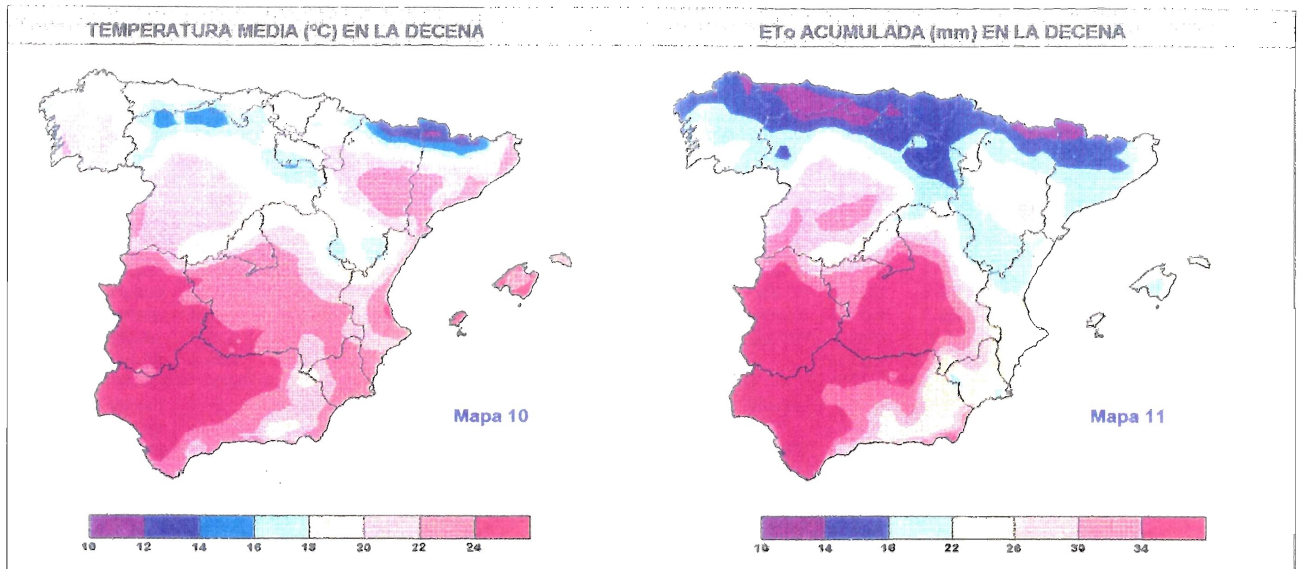 TEMPERATURA MEDIA (ºC) EN LA DECENA
ETo ACUMULADA (mm) EN LA DECENA
Mapa 10
Mapa 11
10 12 14 16 18 20 22 24
10 14 18 22 26 30 34